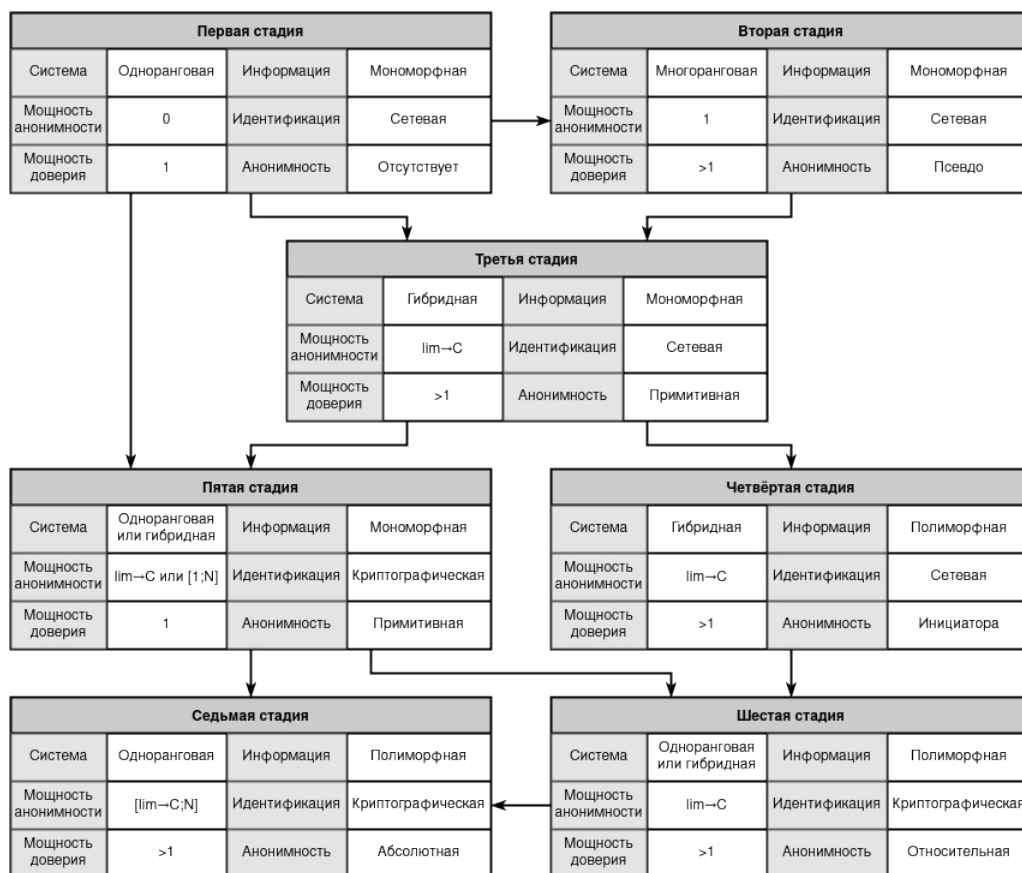 Первая стадия
Система
Одноранговая
Информация
Мономорфная
Мощность
анонимности
0
Идентификация
Сетевая
Мощность
доверия
1
Анонимность
Отсутствует
Вторая стадия
Система
Многоранговая
Информация
Мономорфная
Мощность
анонимности
1
Идентификация
Сетевая
Мощность
доверия
>1
Анонимность
Псевдо
Третья стадия
Система
Гибридная
Информация
Мономорфная
Мощность
анонимности
lim→C
Идентификация
Сетевая
Мощность
доверия
>1
Анонимность
Примитивная
Пятая стадия
Система
Одноранговая
или гибридная
Информация
Мономорфная
Мощность
анонимности
lim→C или [1;N]
Идентификация
Криптографическая
Мощность
доверия
1
Анонимность
Примитивная
Четвёртая стадия
Система
Гибридная
Информация
Полиморфная
Мощность
анонимности
lim→C
Идентификация
Сетевая
Мощность
доверия
>1
Анонимность
Инициатора
Седьмая стадия
Система
Одноранговая
Информация
Полиморфная
Мощность
анонимности
[lim→C;N]
Идентификация
Криптографическая
Мощность
доверия
>1
Анонимность
Абсолютная
Шестая стадия
Система
Одноранговая
или гибридная
Информация
Полиморфная
Мощность
анонимности
lim→C
Идентификация
Криптографическая
Мощность
доверия
>1
Анонимность
Относительная